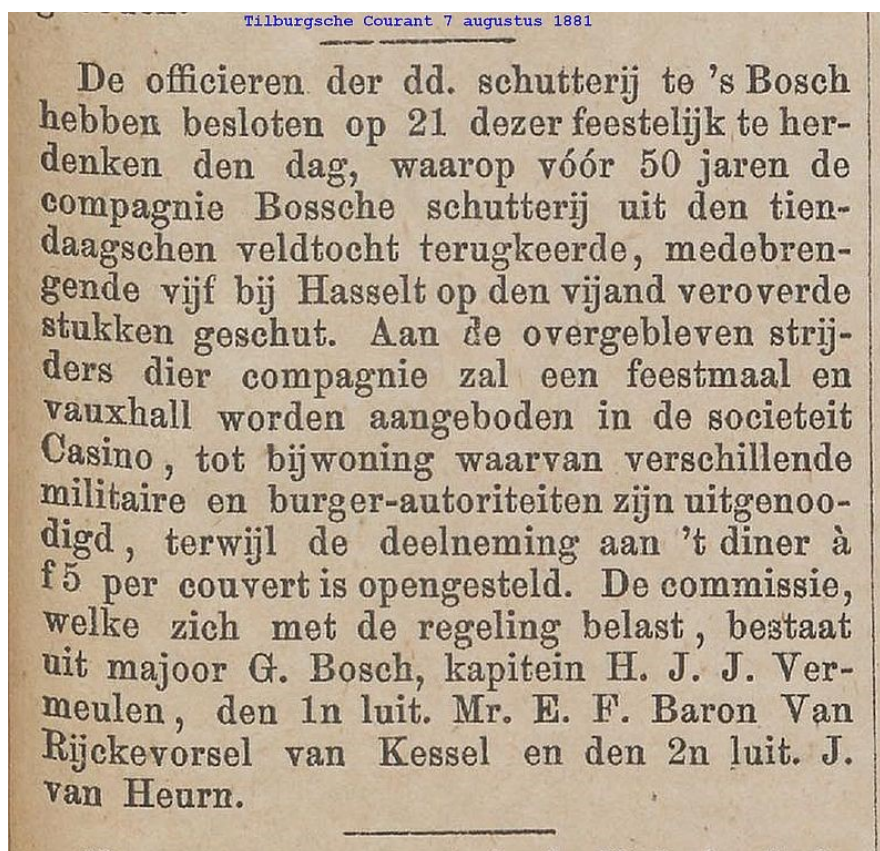 Tilburgsche Courant 7 augustus 1881
De officieren der dd. schutterij te 's Bosch
hebben besloten op 21 dezer feestelijk te her-
denken den dag, waarop vóór 50 jaren de
compagnie Bossche schutterij uit den tien-
daagschen veldtocht terugkeerde, medebren-
gende vijf bij Hasselt op den vijand veroverde
stukken geschut. Aan de overgebleven strij-
ders dier compagnie zal een feestmaal en
vauxhall worden aangeboden in de societeit
Casino, tot bijwoning waarvan verschillende
militaire en burger-autoriteiten zijn uitgenoo-
digd, terwijl de deelneming aan 't diner à
f 5 per couvert is opengesteld. De commissie,
welke zich met de regeling belast, bestaat
uit majoor G. Bosch, kapitein H. J. J. Ver-
meulen, den 1n luit. Mr. E. F. Baron Van
Rijckevorsel van Kessel en den 2n luit. J.
van Heurn.